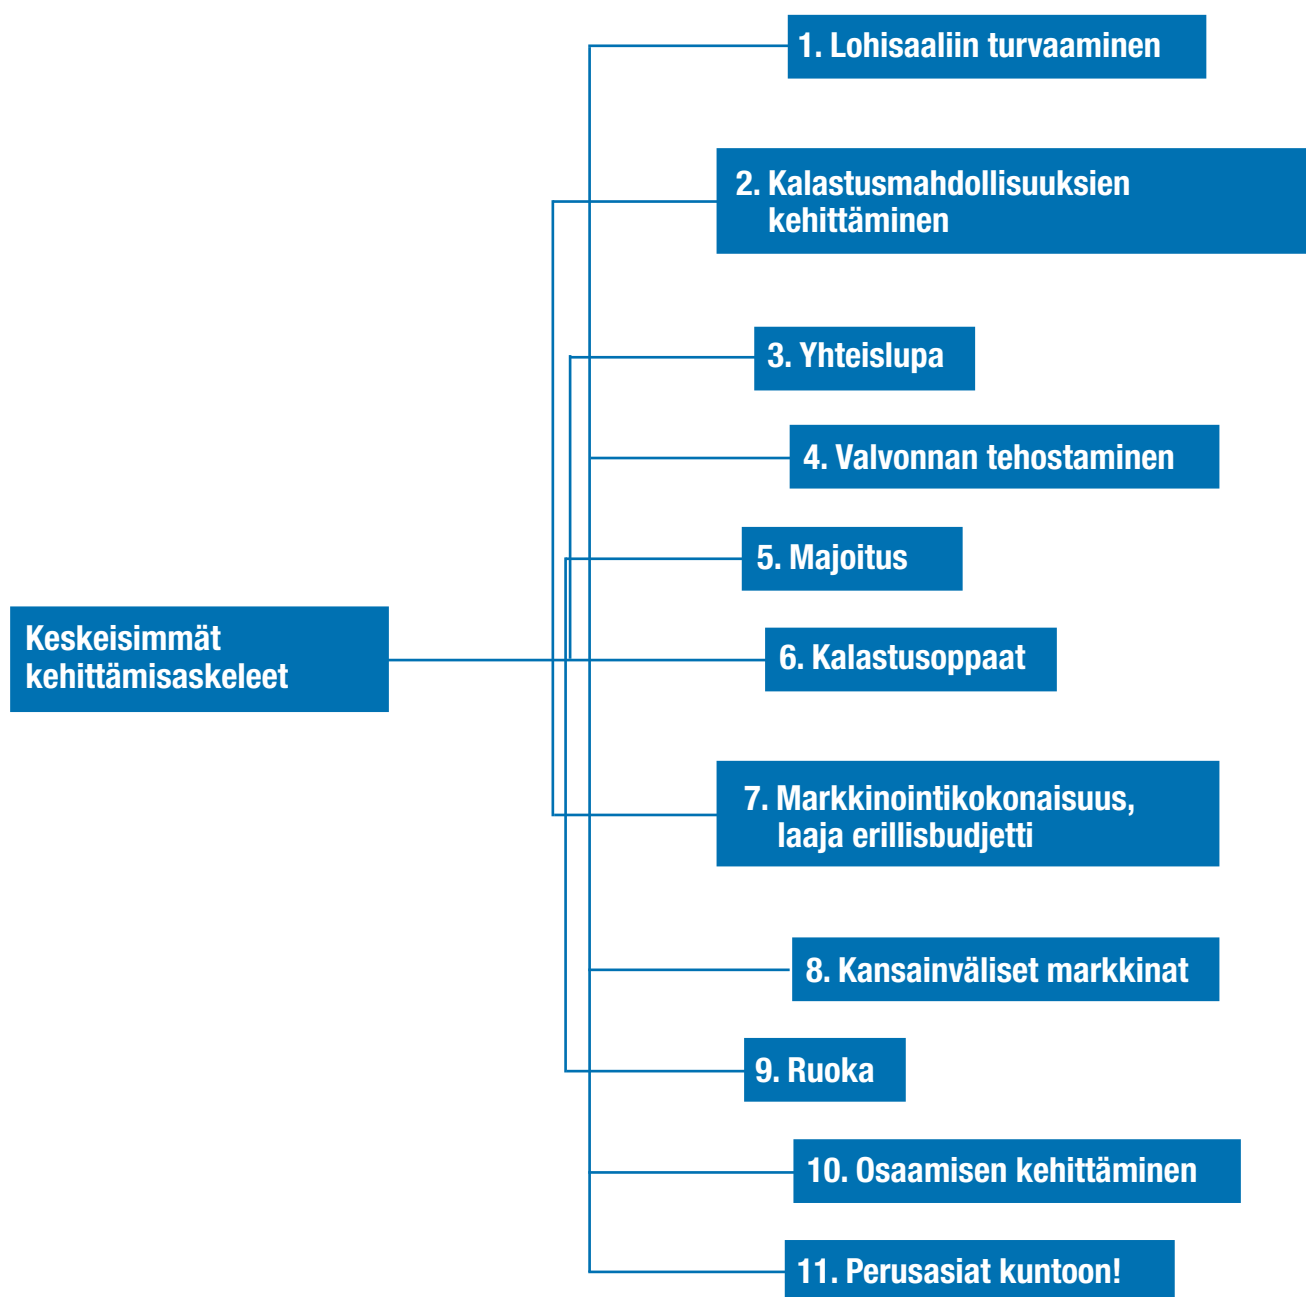 1. Lohisaaliin turvaaminen
2. Kalastusmahdollisuuksien
kehittäminen
3. Yhteislupa
4. Valvonnan tehostaminen
5. Majoitus
Keskeisimmät
kehittämisaskeleet
6. Kalastusoppaat
7. Markkinointikokonaisuus,
laaja erillisbudjetti
8. Kansainväliset markkinat
9. Ruoka
10. Osaamisen kehittäminen
11. Perusasiat kuntoon!